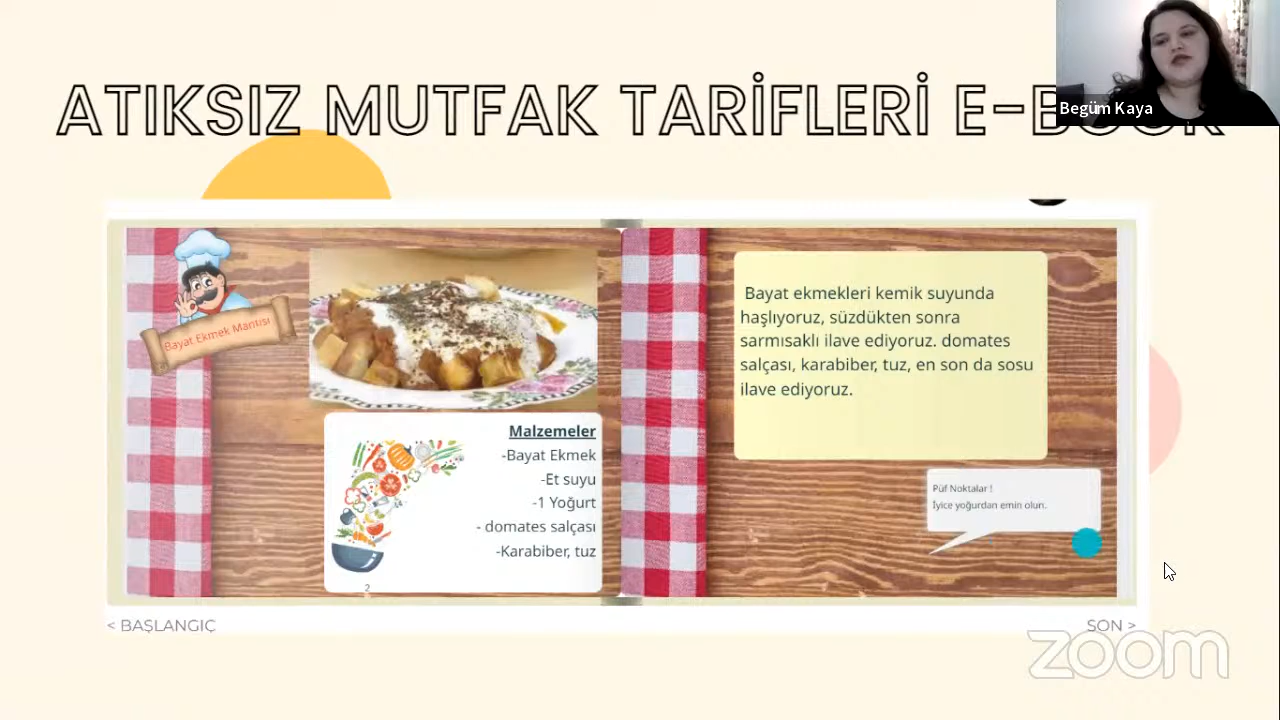 ATIKSIZ MUTFAK TARİFLERİ E-BOOK
Begüm Kaya
Bayat Ekmek Mantısı
Malzemeler
-Bayat Ekmek
-Et suyu
-1 Yoğurt
- domates salçası
-Karabiber, tuz
2
Bayat ekmekleri kemik suyunda
haşlıyoruz, süzdükten sonra
sarmısaklı ilave ediyoruz. domates
salçası, karabiber, tuz, en son da sosu
ilave ediyoruz.
Püf Noktalar !
İyice yoğurdan emin olun.
< BAŞLANGIÇ
SON >
zoom